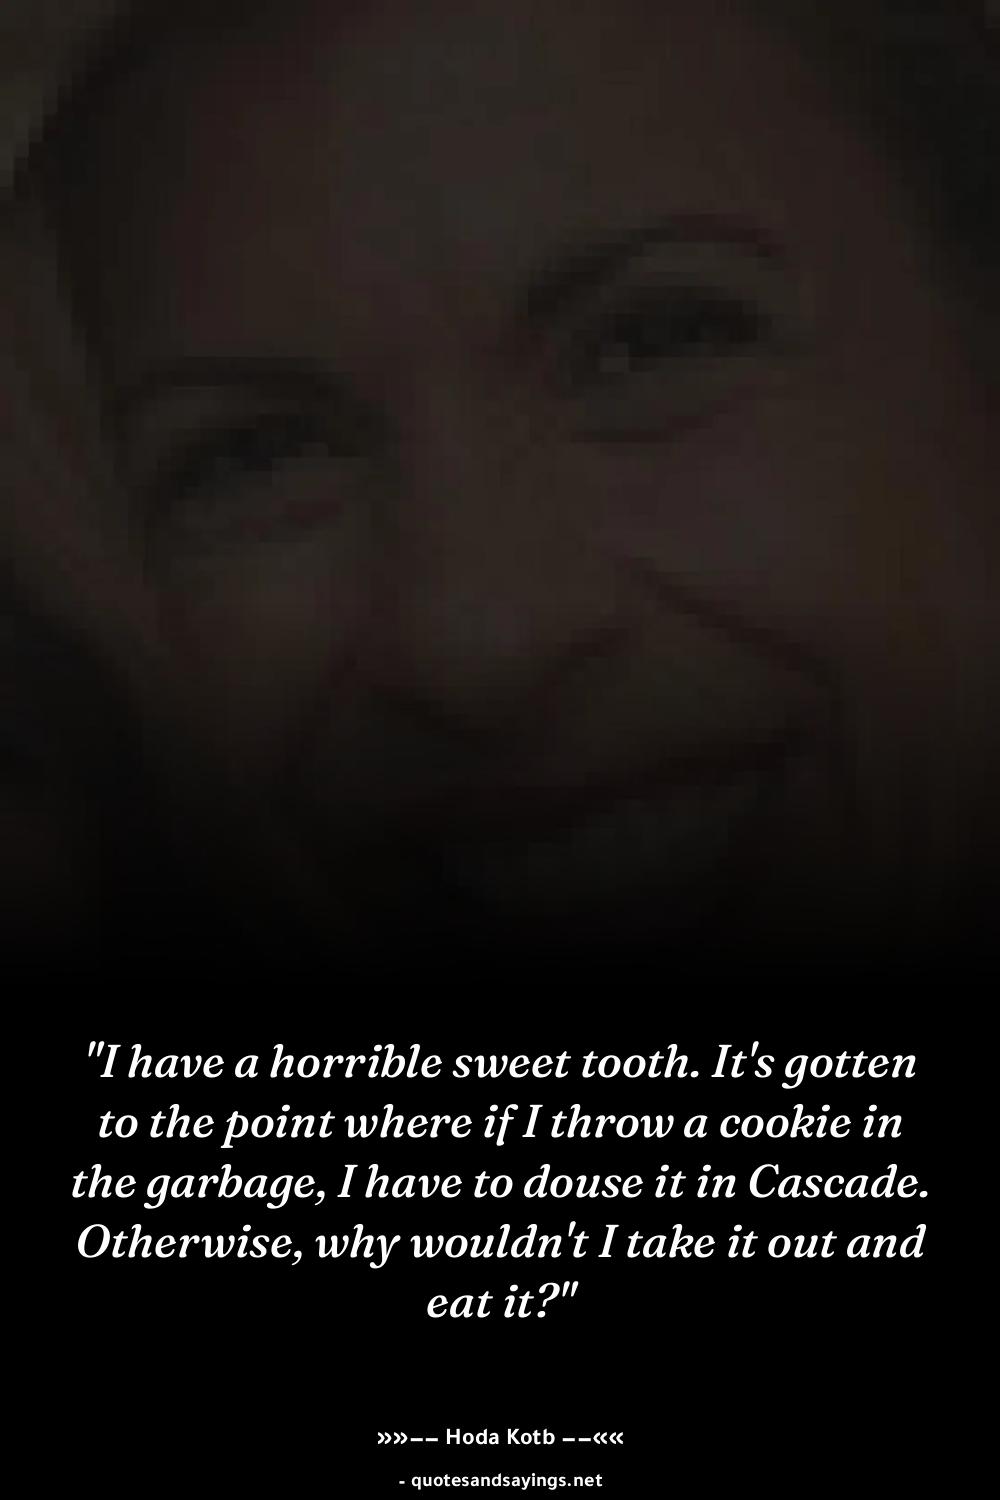 "I have a horrible sweet tooth. It's gotten
to the point where if I throw a cookie in
the garbage, I have to douse it in Cascade.
Otherwise, why wouldn't I take it out and
eat it?"
»»−− Hoda Kotb −−««
- quotesandsayings.net